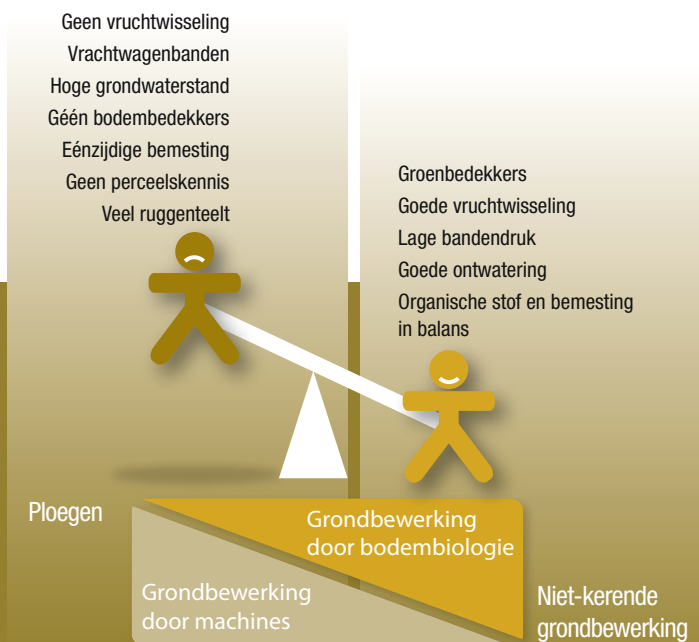 Geen vruchtwisseling
Vrachtwagenbanden
Hoge grondwaterstand
Géén bodembedekkers
Eénzijdige bemesting
Geen perceelskennis
Veel ruggenteelt
Groenbedekkers
Goede vruchtwisseling
Lage bandendruk
Goede ontwatering
Organische stof en bemesting
in balans
Ploegen
Grondbewerking
door bodembiologie
Grondbewerking
door machines
Niet-kerende
grondbewerking